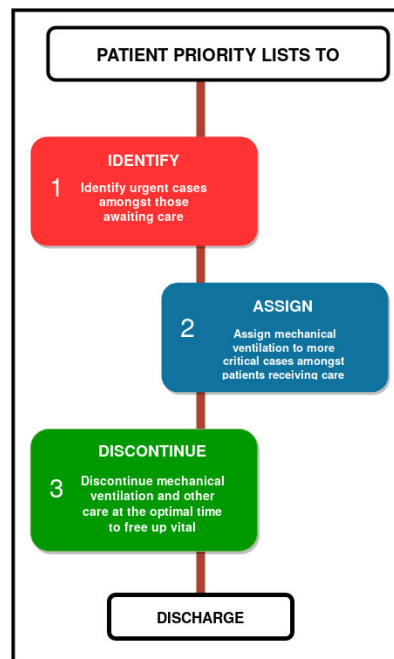 PATIENT PRIORITY LISTS TO
IDENTIFY
1
Identify urgent cases
amongst those
awaiting care
ASSIGN
2
Assign mechanical
ventilation to more
critical cases amongst
patients receiving care
DISCONTINUE
3
Discontinue mechanical
ventilation and other
care at the optimal time
to free up vital
DISCHARGE